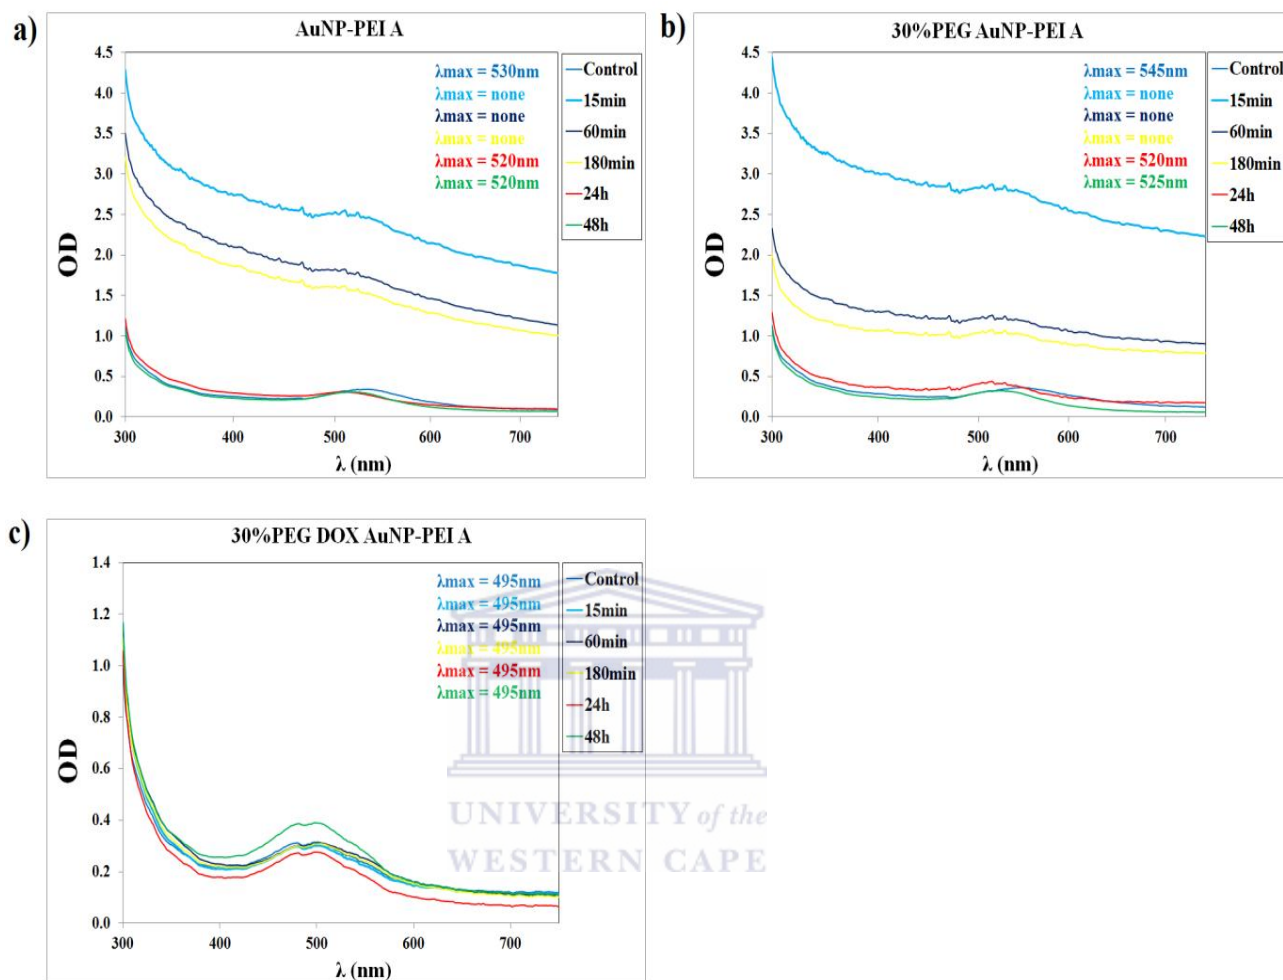 a)
AuNP-PEI A
4.5
4.0
3.5
3.0
2.5
2.0
1.5
1.0
0.5
0.0
OD
300
400
500
600
700
λ (nm)
λmax = 530nm
λmax = none
λmax = none
λmax = none
λmax = 520nm
λmax = 520nm
Control
15min
60min
180min
24h
48h
b)
30%PEG AuNP-PEI A
4.5
4.0
3.5
3.0
2.5
2.0
1.5
1.0
0.5
0.0
OD
300
400
500
600
700
λ (nm)
λmax = 545nm
λmax = none
λmax = none
λmax = none
λmax = 520nm
λmax = 525nm
Control
15min
60min
180min
24h
48h
c)
30%PEG DOX AuNP-PEI A
1.4
1.2
1.0
0.8
0.6
0.4
0.2
0.0
OD
300
400
500
600
700
λ (nm)
λmax = 495nm
λmax = 495nm
λmax = 495nm
λmax = 495nm
λmax = 495nm
λmax = 495nm
Control
15min
60min
180min
24h
48h
UNIVERSITY of the
WESTERN CAPE